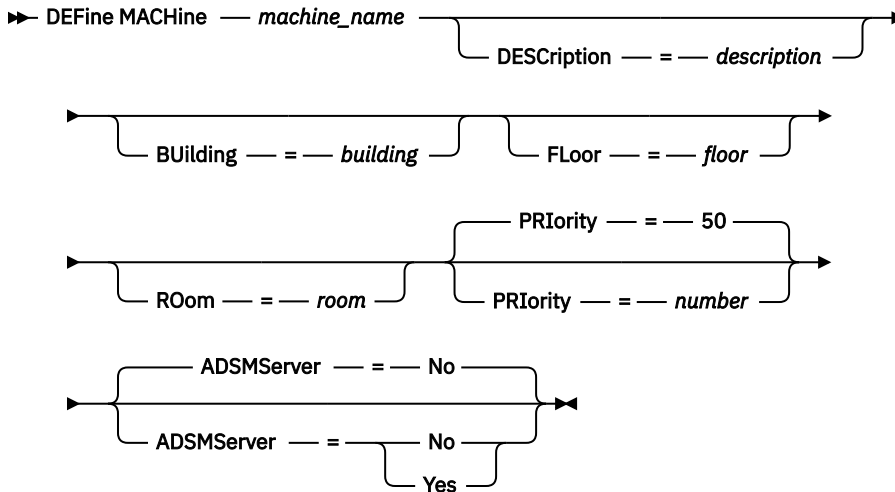 DEFine MACHine machine_name
DESCription = description
BUilding = building FLoor = floor
PRIority = 50
ROom = room PRIority = number
ADSMServer = No
ADSMServer = No
Yes